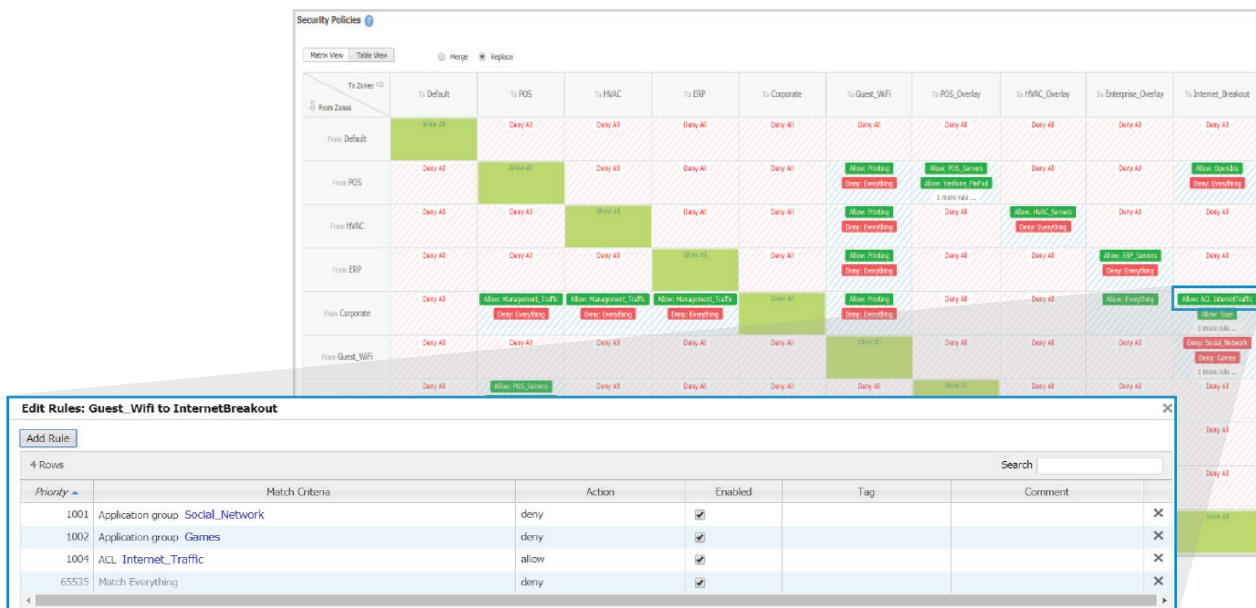 Security Policies ?
Matrix View Table View Merge Replace
To Zones
From Zones
To Default To POS To HVAC To ERP To Corporate To Guest_WiFi To POS_Overlay To HVAC_Overlay To Enterprise_Overlay To Internet_Breakout
From Default Allow All Deny All Deny All Deny All Deny All Deny All Deny All Deny All Deny All Deny All
From POS Deny All Allow All Deny All Deny All Deny All Allow: Printing Allow: POS_Servers Deny All Deny All Allow: Opendns
Deny: Everything Allow: Verifone_PinPad Deny: Everything
1 more rule ...
From HVAC Deny All Deny All Allow All Deny All Deny All Allow: Printing Deny All Allow: HVAC_Servers Deny All Deny All
Deny: Everything Deny: Everything
From ERP Deny All Deny All Deny All Allow All Deny All Allow: Printing Deny All Deny All Allow: ERP_Servers Deny All
Deny: Everything Deny: Everything
From Corporate Deny All Allow: Management_Traffic Allow: Management_Traffic Allow: Management_Traffic Allow All Allow: Printing Deny All Deny All Allow: Everything Allow: ACL InternetTraffic
Deny: Everything Deny: Everything Deny: Everything Deny: Everything Allow: Saas
1 more rule ...
From Guest_WiFi Deny All Deny All Deny All Deny All Deny All Allow All Deny All Deny All Deny All Deny: Social_Network
Deny: Games
1 more rule ...
Deny All Allow: POS_Servers Deny All Deny All Deny All Deny All Allow All Deny All Deny All Deny All
Deny All
Deny All
Allow All
Edit Rules: Guest_Wifi to InternetBreakout
Add Rule
4 Rows Search
Priority Match Criteria Action Enabled Tag Comment
1001 Application group Social_Network deny
1002 Application group Games deny
1004 ACL Internet_Traffic allow
65535 Match Everything deny